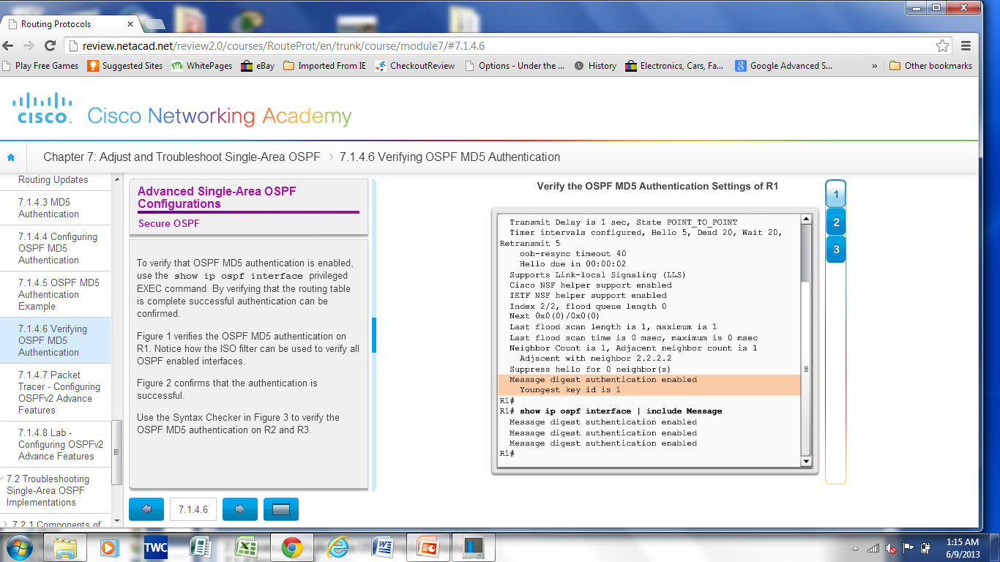 Routing Protocols
review.netacad.net/review2.0/courses/RouteProt/en/trunk/course/module7/#7.1.4.6
Play Free Games
Suggested Sites
WhitePages
eBay
Imported From IE
CheckoutReview
Options - Under the ...
History
Electronics, Cars, Fa...
Google Advanced S...
»
Other bookmarks
CISCO
Cisco Networking Academy
Chapter 7: Adjust and Troubleshoot Single-Area OSPF
7.1.4.6 Verifying OSPF MD5 Authentication
Routing Updates
7.1.4.3 MD5
Authentication
7.1.4.4 Configuring
OSPF MD5
Authentication
7.1.4.5 OSPF MD5
Authentication
Example
7.1.4.6 Verifying
OSPF MD5
Authentication
7.1.4.7 Packet
Tracer - Configuring
OSPFv2 Advance
Features
7.1.4.8 Lab -
Configuring OSPFv2
Advance Features
7.2 Troubleshooting
Single-Area OSPF
Implementations
7.2.1 Components of
Advanced Single-Area OSPF
Configurations
Secure OSPF
To verify that OSPF MD5 authentication is enabled,
use the show ip ospf interface privileged
EXEC command. By verifying that the routing table
is complete successful authentication can be
confirmed.
Figure 1 verifies the OSPF MD5 authentication on
R1. Notice how the ISO filter can be used to verify all
OSPF enabled interfaces.
Figure 2 confirms that the authentication is
successful.
Use the Syntax Checker in Figure 3 to verify the
OSPF MD5 authentication on R2 and R3.
7.1.4.6
Verify the OSPF MD5 Authentication Settings of R1
Transmit Delay is 1 sec, State POINT_TO_POINT
Timer intervals configured, Hello 5, Dead 20, Wait 20,
Retransmit 5
oob-resync timeout 40
Hello due in 00:00:02
Supports Link-local Signaling (LLS)
Cisco NSF helper support enabled
IETF NSF helper support enabled
Index 2/2, flood queue length 0
Next 0x0(0)/0x0(0)
Last flood scan length is 1, maximum is 1
Last flood scan time is 0 msec, maximum is 0 msec
Neighbor Count is 1, Adjacent neighbor count is 1
Adjacent with neighbor 2.2.2.2
Suppress hello for 0 neighbor(s)
Message digest authentication enabled
Youngest key id is 1
R1#
R1# show ip ospf interface | include Message
Message digest authentication enabled
Message digest authentication enabled
Message digest authentication enabled
R1#
1
2
3
TWC
1:15 AM
6/9/2013